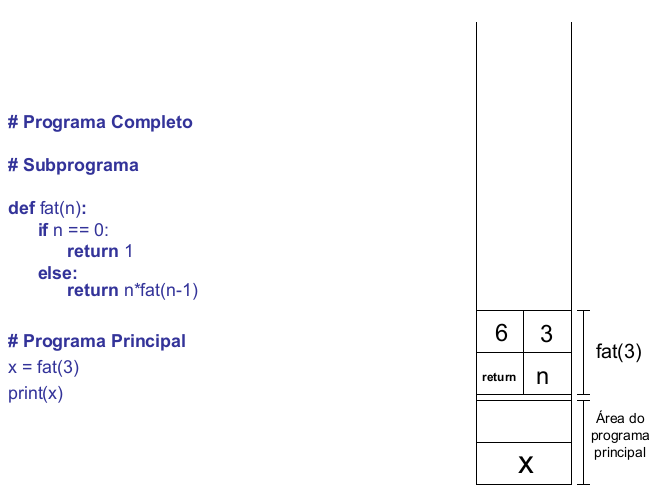 # Programa Completo
# Subprograma
def fat(n):
if n == 0:
return 1
else:
return n*fat(n-1)
# Programa Principal
x = fat(3)
print(x)
6 3
return n
fat(3)
x
Área do
programa
principal